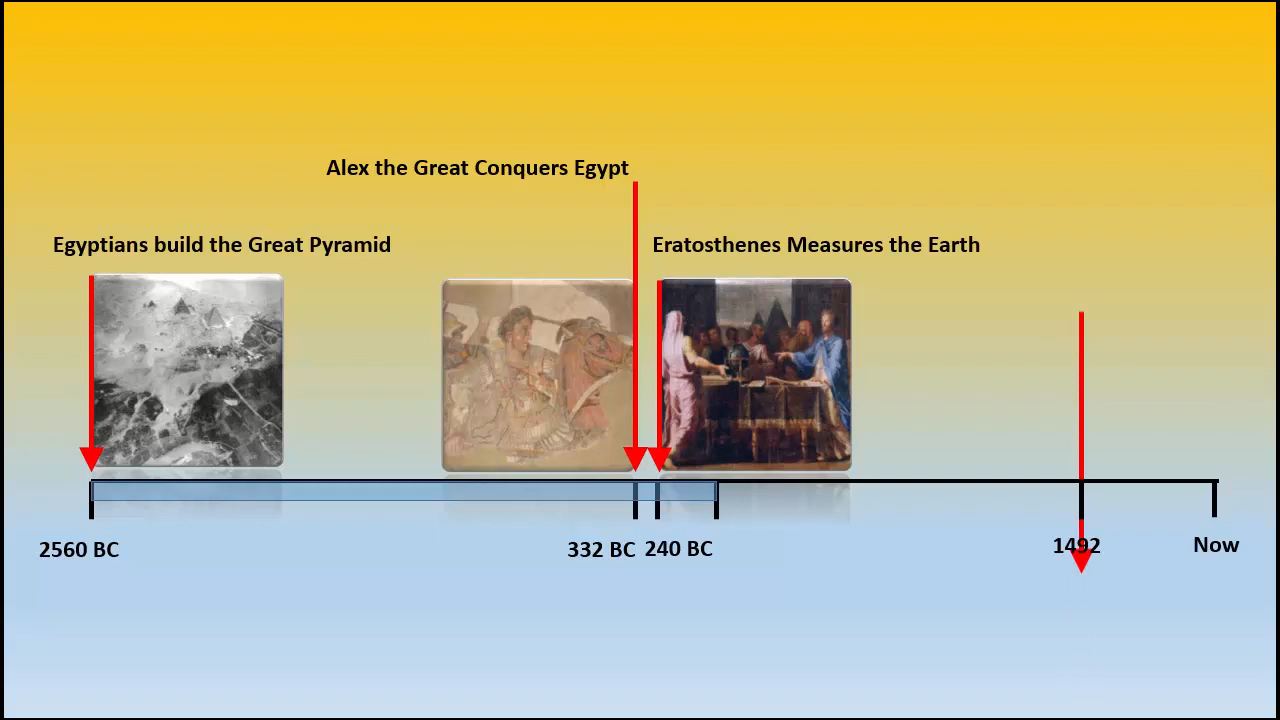 Alex the Great Conquers Egypt
Egyptians build the Great Pyramid
Eratosthenes Measures the Earth
2560 BC
332 BC
240 BC
1492
Now